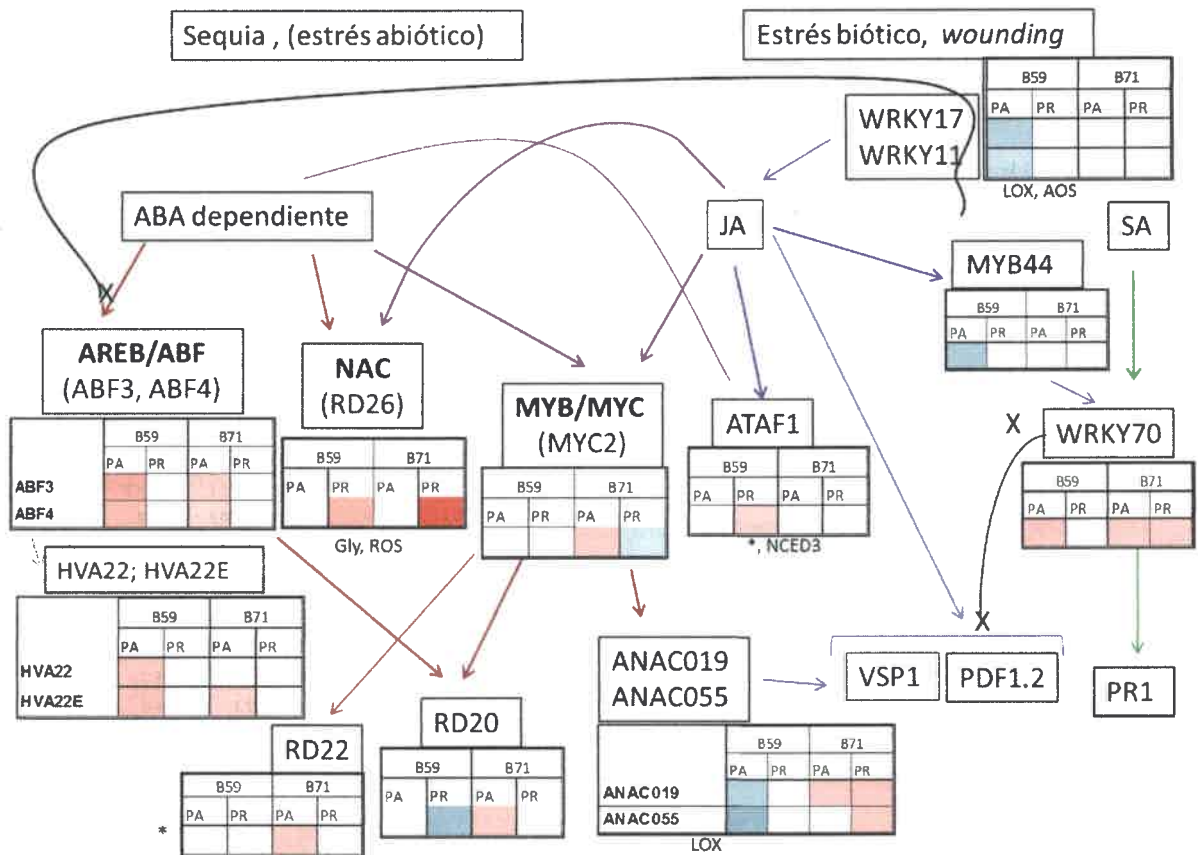 Sequia , (estrés abiótico)
Estrés biótico, wounding
B59 B71
PA PR PA PR
WRKY17
WRKY11
LOX, AOS
ABA dependiente
JA
SA
X
MYB44
B59 B71
PA PR PA PR
AREB/ABF
(ABF3, ABF4)
B59 B71
PA PR PA PR
ABF3
ABF4
NAC
(RD26)
B59 B71
PA PR PA PR
Gly, ROS
MYB/MYC
(MYC2)
B59 B71
PA PR PA PR
ATAF1
B59 B71
PA PR PA PR
*, NCED3
X
WRKY70
B59 B71
PA PR PA PR
HVA22; HVA22E
B59 B71
PA PR PA PR
HVA22
HVA22E
X
ANAC019
ANAC055
VSP1
PDF1.2
PR1
RD22
B59 B71
PA PR PA PR
*
RD20
B59 B71
PA PR PA PR
B59 B71
PA PR PA PR
ANAC019
ANAC055
LOX